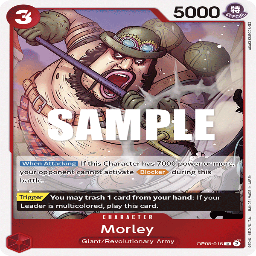 3
5000
SAMPLE
When Attacking If this Character has 7000 power or more,
your opponent cannot activate Blocker during this
battle.
Trigger You may trash 1 card from your hand: If your
Leader is multicolored, play this card.
CHARACTER
Morley
Giant/Revolutionary Army